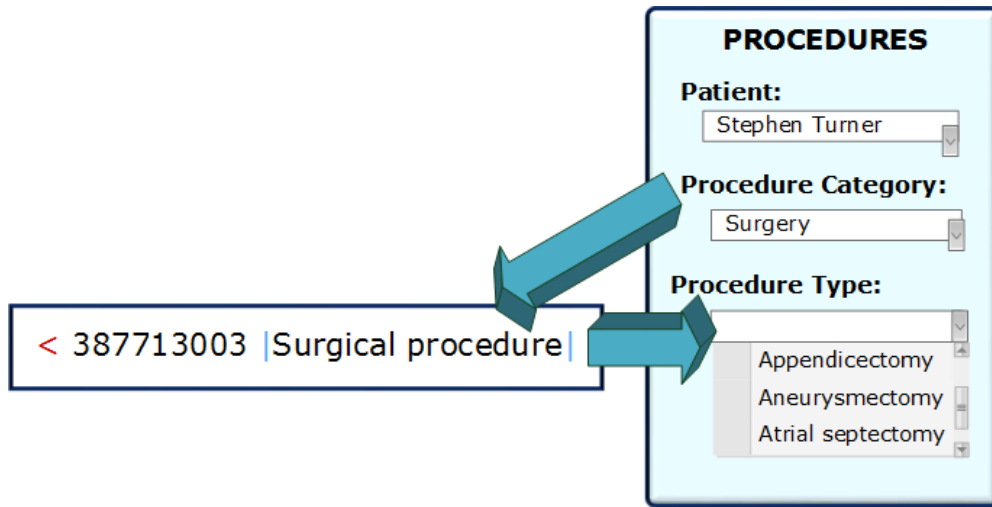 PROCEDURES
Patient:
Stephen Turner
Procedure Category:
Surgery
Procedure Type:
< 387713003 |Surgical procedure|
Appendicectomy
Aneurysmectomy
Atrial septectomy